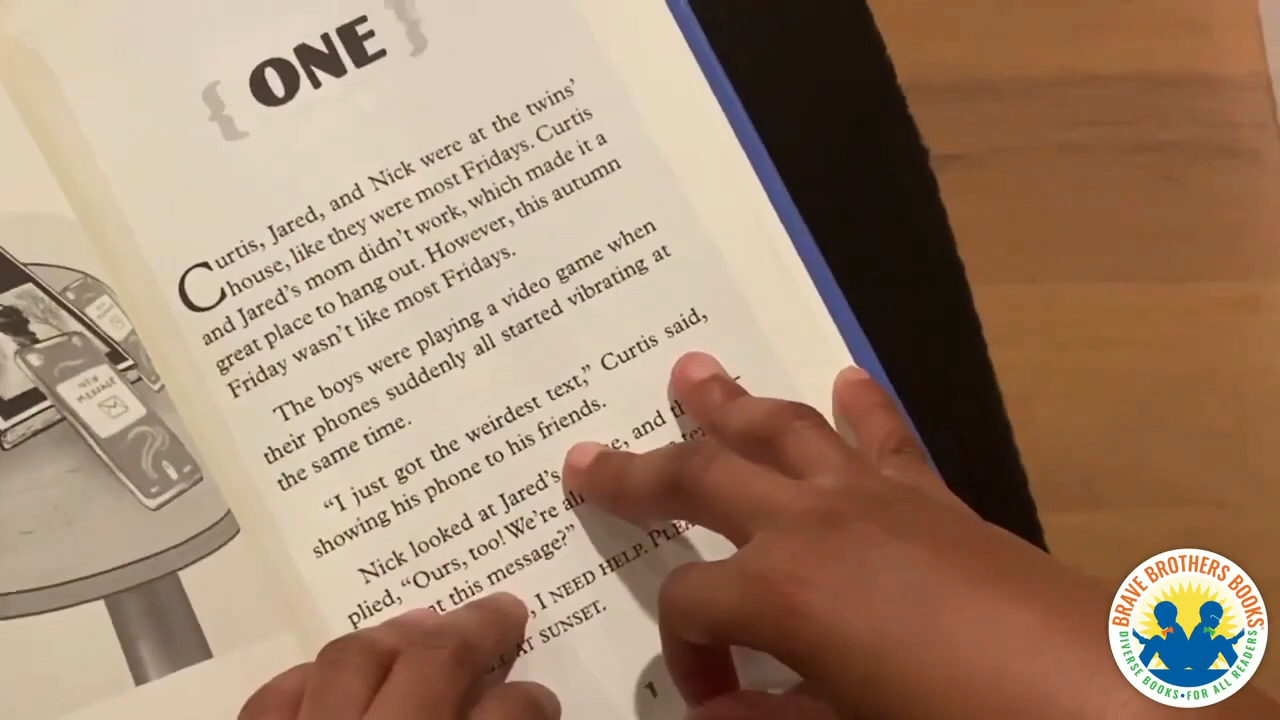 NEW
MESSAGE
{ ONE }
Curtis, Jared, and Nick were at the twins'
house, like they were most Fridays. Curtis
and Jared's mom didn't work, which made it a
great place to hang out. However, this autumn
Friday wasn't like most Fridays.
The boys were playing a video game when
their phones suddenly all started vibrating at
the same time.
"I just got the weirdest text," Curtis said,
showing his phone to his friends.
Nick looked at Jared's and
plied, "Ours, too! We're
this message?"
I NEED HELP.
AT SUNSET.
1
BRAVE BROTHERS BOOKS
DIVERSE BOOKS • FOR ALL READERS